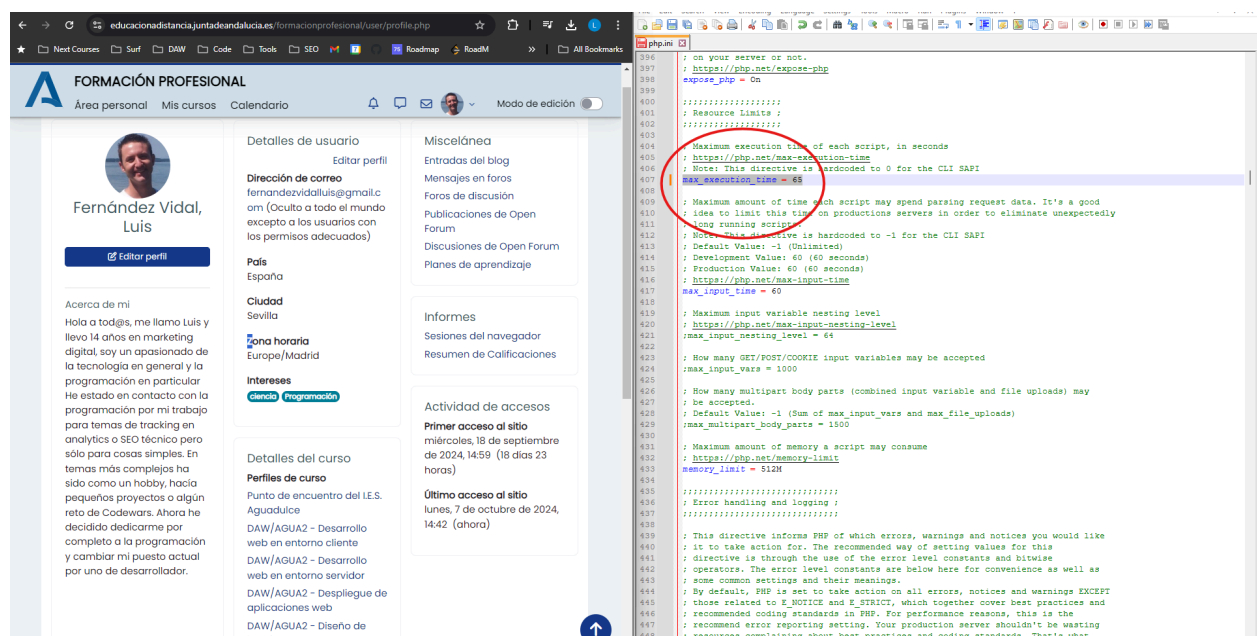 educacionadistancia.juntadeandalucia.es/formacionprofesional/user/profile.php
Next Courses
Surf
DAW
Code
Tools
SEO
Roadmap
RoadM
»
All Bookmarks
FORMACIÓN PROFESIONAL
Área personal Mis cursos Calendario
Modo de edición
Fernández Vidal,
Luis
Editar perfil
Acerca de mi
Hola a tod@s, me llamo Luis y
llevo 14 años en marketing
digital, soy un apasionado de
la tecnología en general y la
programación en particular
He estado en contacto con la
programación por mi trabajo
para temas de tracking en
analytics o SEO técnico pero
sólo para cosas simples. En
temas más complejos ha
sido como un hobby, hacía
pequeños proyectos o algún
reto de Codewars. Ahora he
decidido dedicarme por
completo a la programación
y cambiar mi puesto actual
por uno de desarrollador.
Detalles de usuario
Editar perfil
Dirección de correo
fernandezvidalluis@gmail.c
om (Oculto a todo el mundo
excepto a los usuarios con
los permisos adecuados)
País
España
Ciudad
Sevilla
Zona horaria
Europe/Madrid
Intereses
ciencia Programación
Detalles del curso
Perfiles de curso
Punto de encuentro del I.E.S.
Aguadulce
DAW/AGUA2 - Desarrollo
web en entorno cliente
DAW/AGUA2 - Desarrollo
web en entorno servidor
DAW/AGUA2 - Despliegue de
aplicaciones web
DAW/AGUA2 - Diseño de
Miscelánea
Entradas del blog
Mensajes en foros
Foros de discusión
Publicaciones de Open
Forum
Discusiones de Open Forum
Planes de aprendizaje
Informes
Sesiones del navegador
Resumen de Calificaciones
Actividad de accesos
Primer acceso al sitio
miércoles, 18 de septiembre
de 2024, 14:59 (18 días 23
horas)
Último acceso al sitio
lunes, 7 de octubre de 2024,
14:42 (ahora)
php.ini
396 ; on your server or not.
397 ; https://php.net/expose-php
398 expose_php = On
399
400 ;;;;;;;;;;;;;;;;;;;
401 ; Resource Limits ;
402 ;;;;;;;;;;;;;;;;;;;
403
404 ; Maximum execution time of each script, in seconds
405 ; https://php.net/max-execution-time
406 ; Note: This directive is hardcoded to 0 for the CLI SAPI
407 max_execution_time = 65
408
409 ; Maximum amount of time each script may spend parsing request data. It's a good
410 ; idea to limit this time on productions servers in order to eliminate unexpectedly
411 ; long running scripts.
412 ; Note: This directive is hardcoded to -1 for the CLI SAPI
413 ; Default Value: -1 (Unlimited)
414 ; Development Value: 60 (60 seconds)
415 ; Production Value: 60 (60 seconds)
416 ; https://php.net/max-input-time
417 max_input_time = 60
418
419 ; Maximum input variable nesting level
420 ; https://php.net/max-input-nesting-level
421 ;max_input_nesting_level = 64
422
423 ; How many GET/POST/COOKIE input variables may be accepted
424 ;max_input_vars = 1000
425
426 ; How many multipart body parts (combined input variable and file uploads) may
427 ; be accepted.
428 ; Default Value: -1 (Sum of max_input_vars and max_file_uploads)
429 ;max_multipart_body_parts = 1500
430
431 ; Maximum amount of memory a script may consume
432 ; https://php.net/memory-limit
433 memory_limit = 512M
434
435 ;;;;;;;;;;;;;;;;;;;;;;;;;;;;;;
436 ; Error handling and logging ;
437 ;;;;;;;;;;;;;;;;;;;;;;;;;;;;;;
438
439 ; This directive informs PHP of which errors, warnings and notices you would like
440 ; it to take action for. The recommended way of setting values for this
441 ; directive is through the use of the error level constants and bitwise
442 ; operators. The error level constants are below here for convenience as well as
443 ; some common settings and their meanings.
444 ; By default, PHP is set to take action on all errors, notices and warnings EXCEPT
445 ; those related to E_NOTICE and E_STRICT, which together cover best practices and
446 ; recommended coding standards in PHP. For performance reasons, this is the
447 ; recommend error reporting setting. Your production server shouldn't be wasting